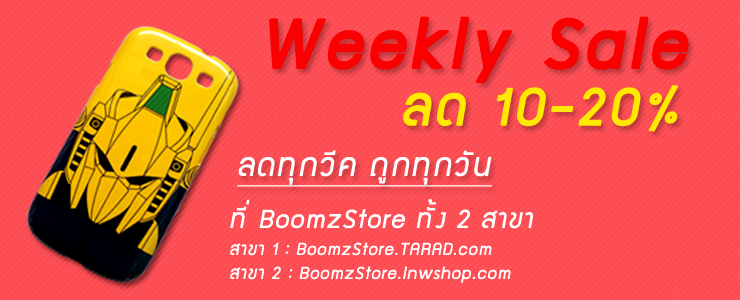 Weekly Sale
ลด 10-20%
ลดทุกวีค ถูกทุกวัน
ที่ BoomzStore ทั้ง 2 สาขา
สาขา 1 : BoomzStore.TARAD.com
สาขา 2 : BoomzStore.lnwshop.com